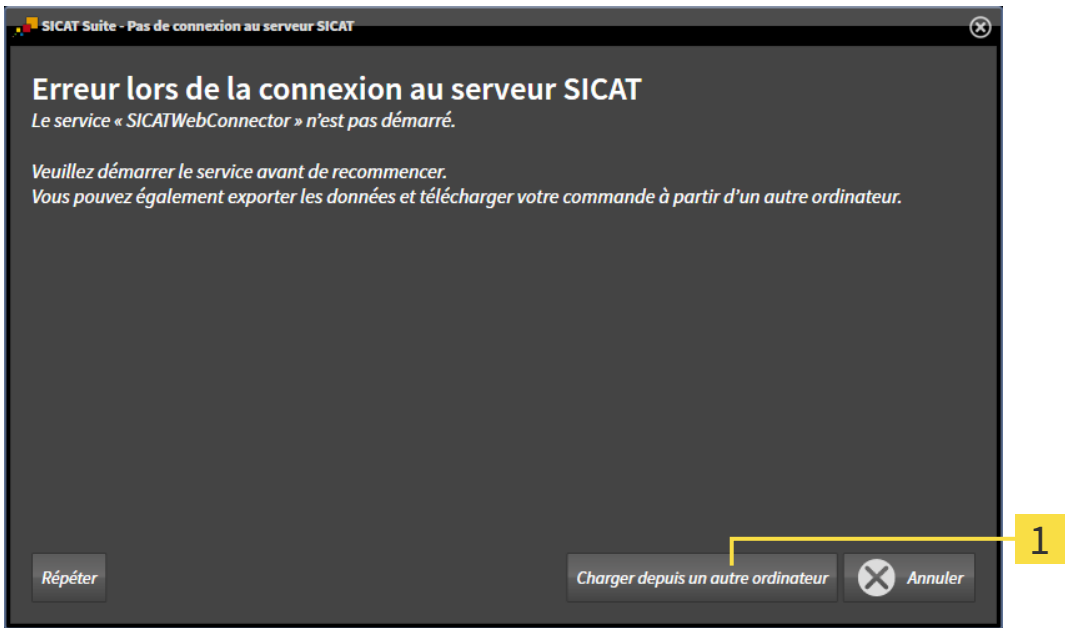 SICAT Suite - Pas de connexion au serveur SICAT
Erreur lors de la connexion au serveur SICAT
Le service « SICATWebConnector » n'est pas démarré.
Veuillez démarrer le service avant de recommencer.
Vous pouvez également exporter les données et télécharger votre commande à partir d'un autre ordinateur.
1
Répéter
Charger depuis un autre ordinateur
Annuler